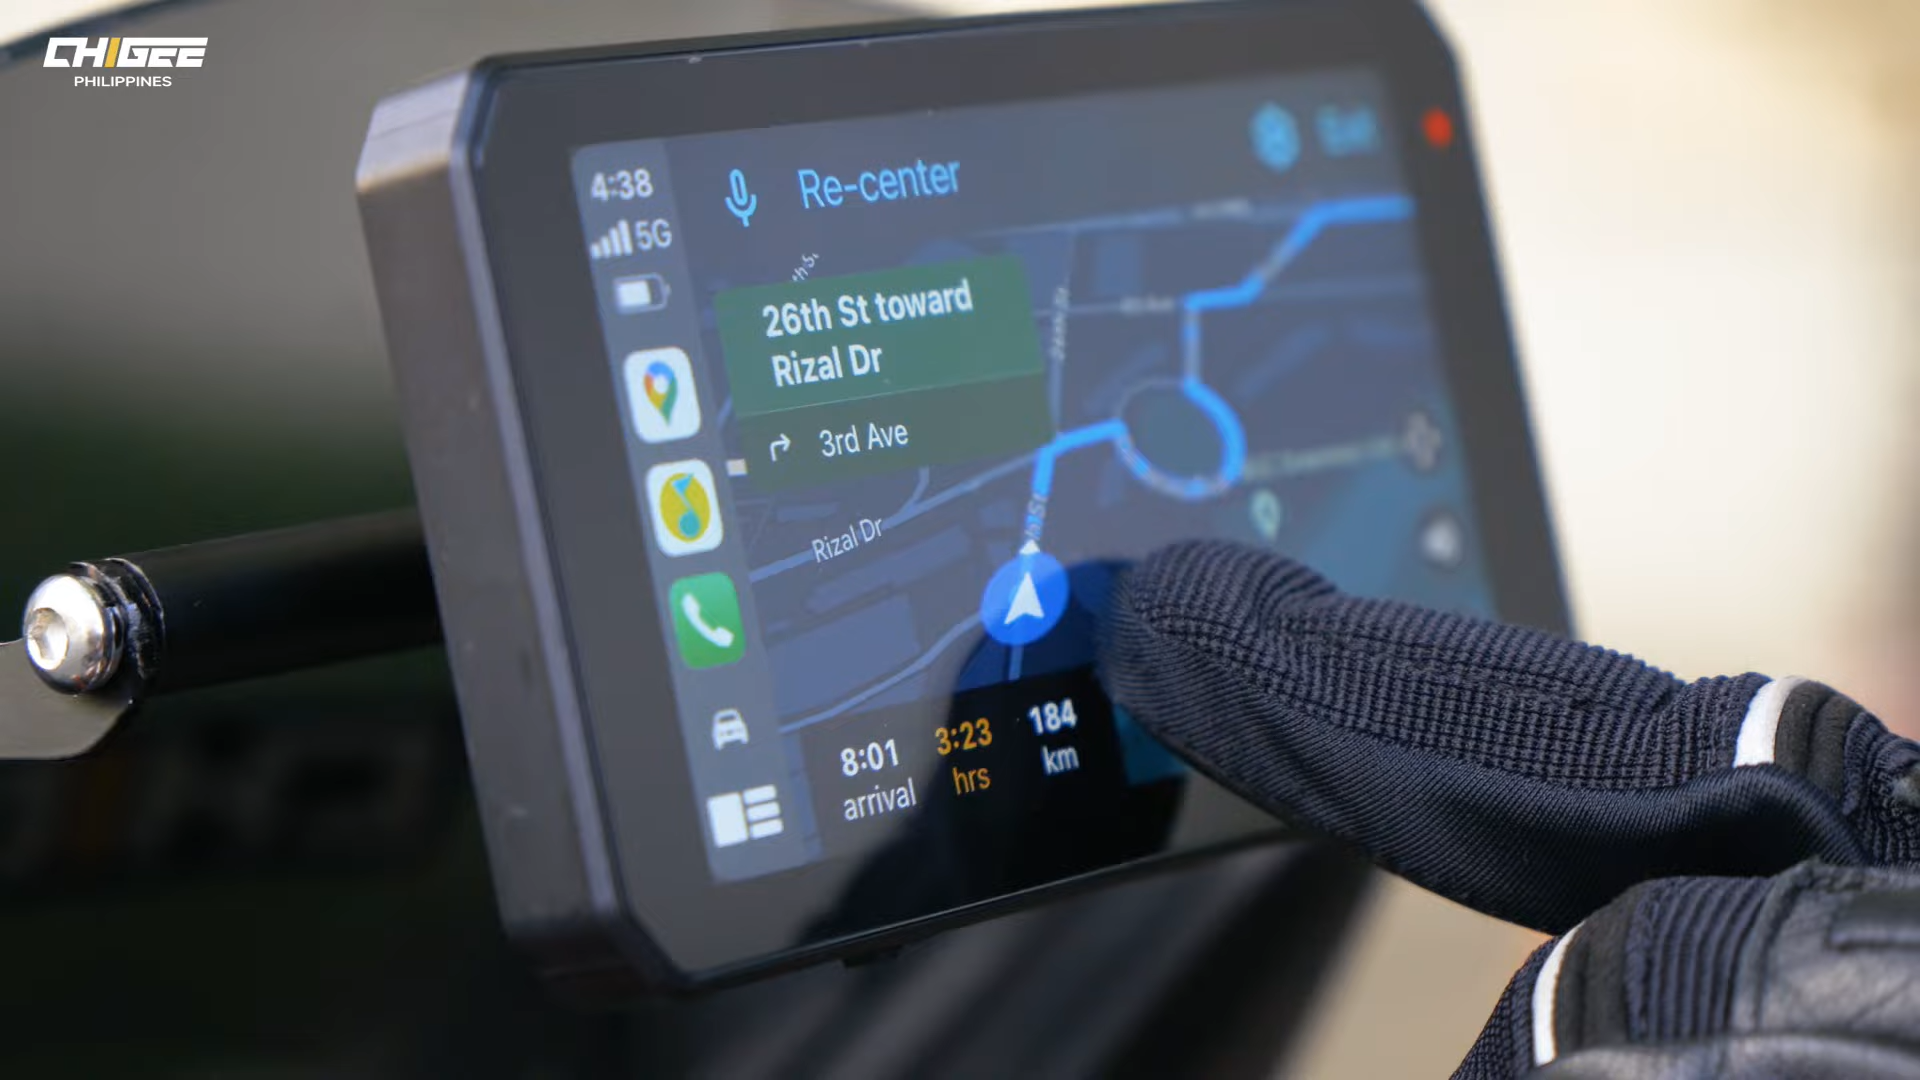 CHIGEE
PHILIPPINES
4:38
5G
Re-center
26th St toward
Rizal Dr
3rd Ave
Rizal Dr
8:01
arrival
3:23
hrs
184
km